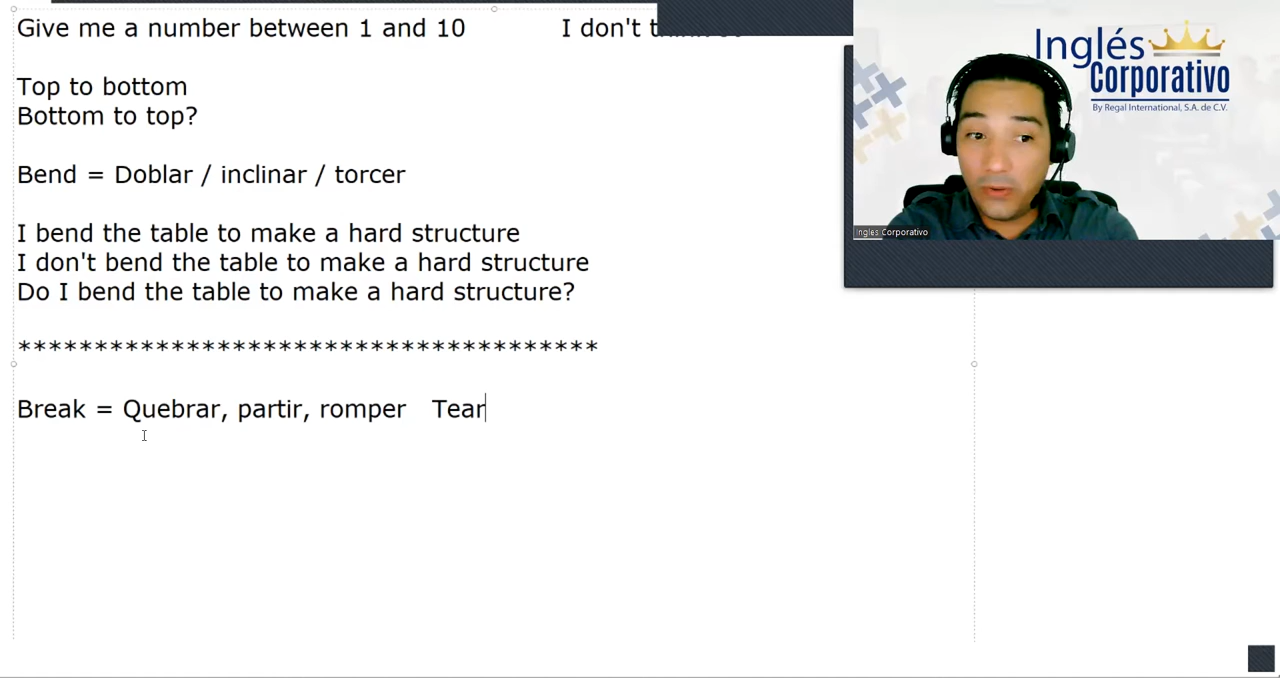 Give me a number between 1 and 10 I don't
Top to bottom
Bottom to top?
Bend = Doblar / inclinar / torcer
I bend the table to make a hard structure
I don't bend the table to make a hard structure
Do I bend the table to make a hard structure?
***************************************
Break = Quebrar, partir, romper Tear
Inglés
Corporativo
By Regal International, S.A. de C.V.
Inglés Corporativo